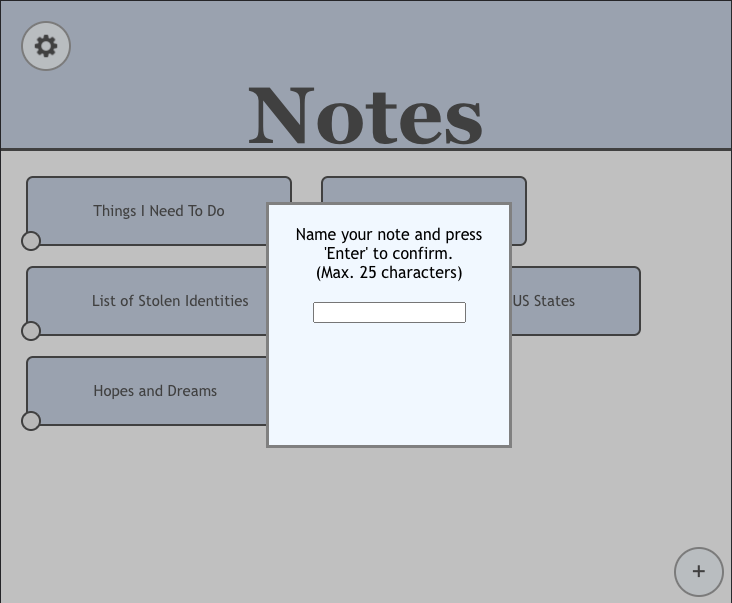 Notes
Things I Need To Do
Name your note and press
'Enter' to confirm.
(Max. 25 characters)
List of Stolen Identities
US States
Hopes and Dreams
+